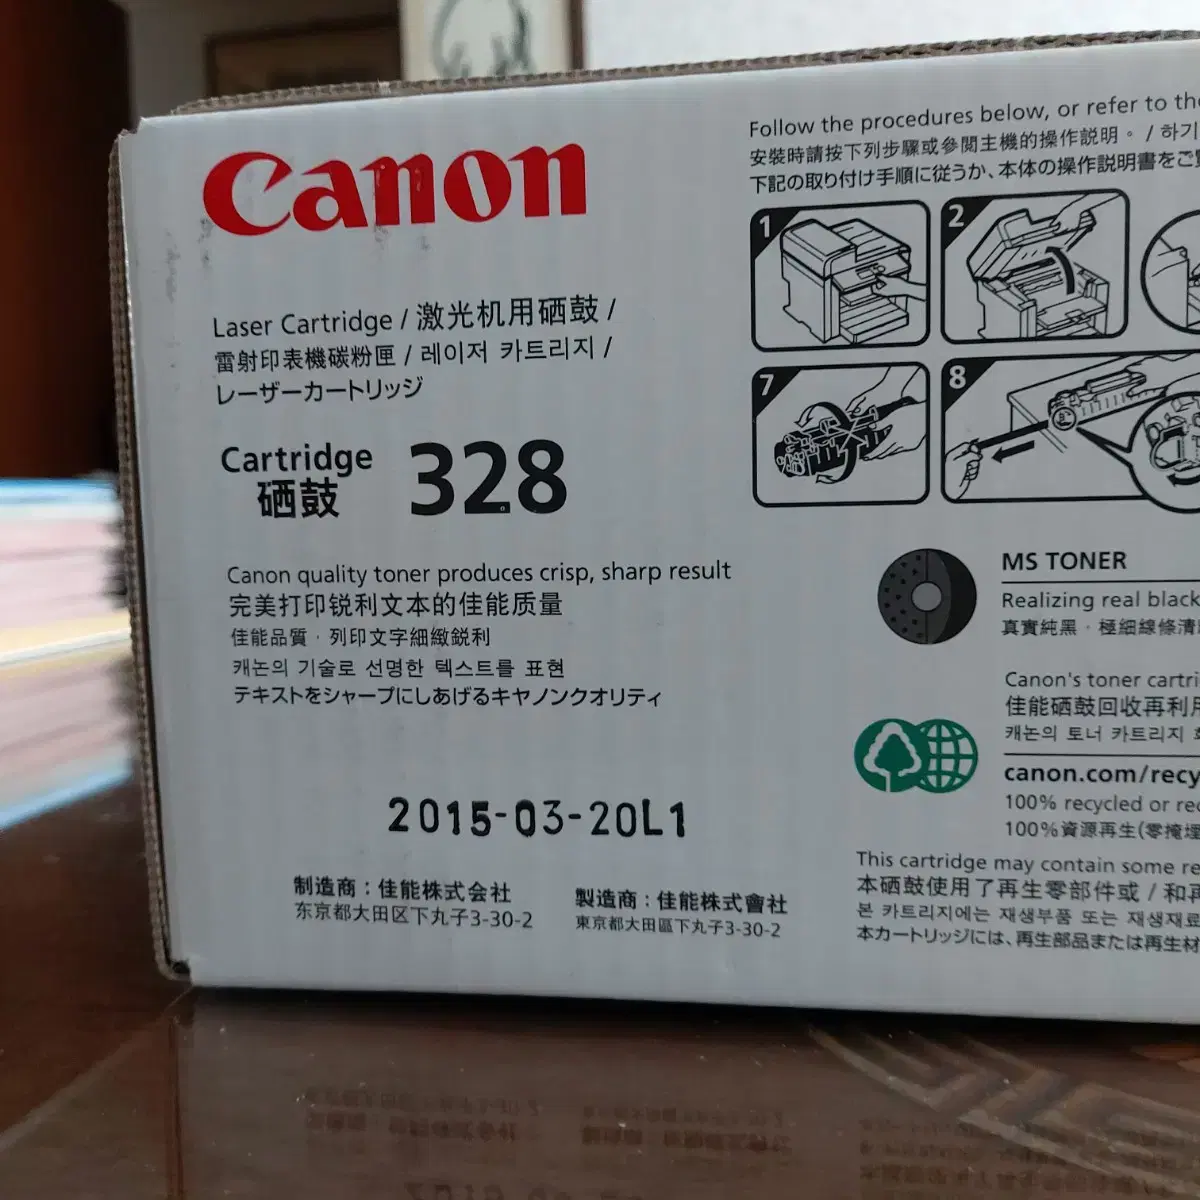 Canon
Laser Cartridge / 激光机用硒鼓 /
雷射印表機碳粉匣 / 레이저 카트리지 /
レーザーカートリッジ
Cartridge 328
硒鼓
Canon quality toner produces crisp, sharp result
完美打印锐利文本的佳能质量
佳能品質．列印文字細緻鋭利
캐논의 기술로 선명한 텍스트를 표현
テキストをシャープにしあげるキヤノンクオリティ
2015-03-20L1
制造商：佳能株式会社
东京都大田区下丸子3-30-2
製造商：佳能株式會社
東京都大田區下丸子3-30-2
Follow the procedures below, or refer to the
安裝時請按下列步驟或參閱主機的操作説明。 / 하기
下記の取り付け手順に従うか、本体の操作説明書をご
1
2
7
8
MS TONER
Realizing real black
真實純黑．極細線條清
Canon's toner cartri
佳能硒鼓回收再利用
캐논의 토너 카트리지
canon.com/recy
100% recycled or rec
100%資源再生(零掩埋
This cartridge may contain some re
本硒鼓使用了再生零部件或 / 和再
본 카트리지에는 재생부품 또는 재생재료
本カートリッジには、再生部品または再生材